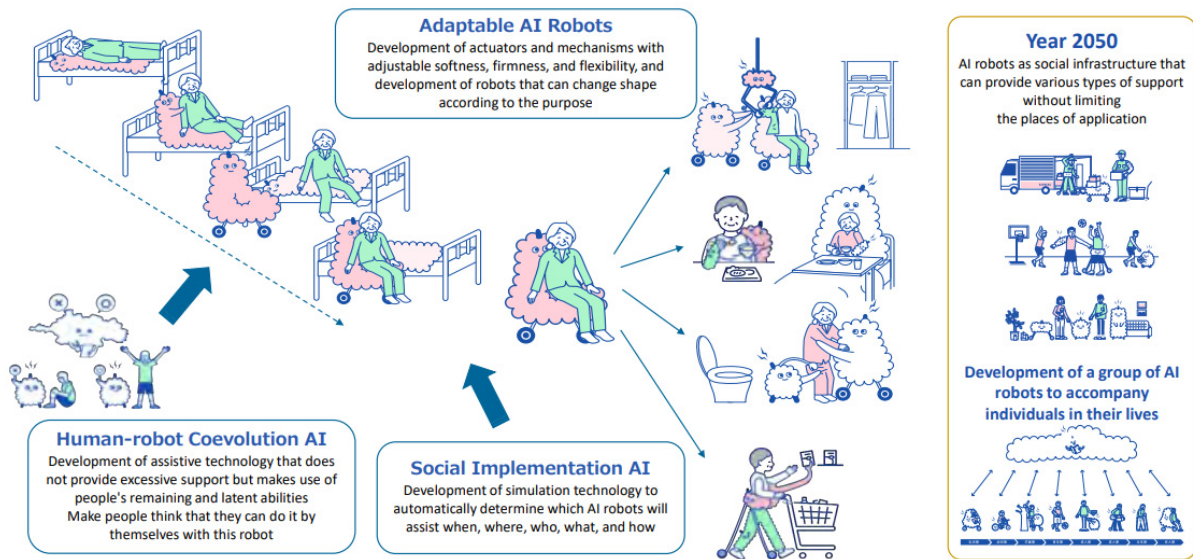 Adaptable AI Robots
Development of actuators and mechanisms with
adjustable softness, firmness, and flexibility, and
development of robots that can change shape
according to the purpose
Human-robot Coevolution AI
Development of assistive technology that does
not provide excessive support but makes use of
people's remaining and latent abilities
Make people think that they can do it by
themselves with this robot
Social Implementation AI
Development of simulation technology to
automatically determine which AI robots will
assist when, where, who, what, and how
Year 2050
AI robots as social infrastructure that
can provide various types of support
without limiting
the places of application
Development of a group of AI
robots to accompany
individuals in their lives